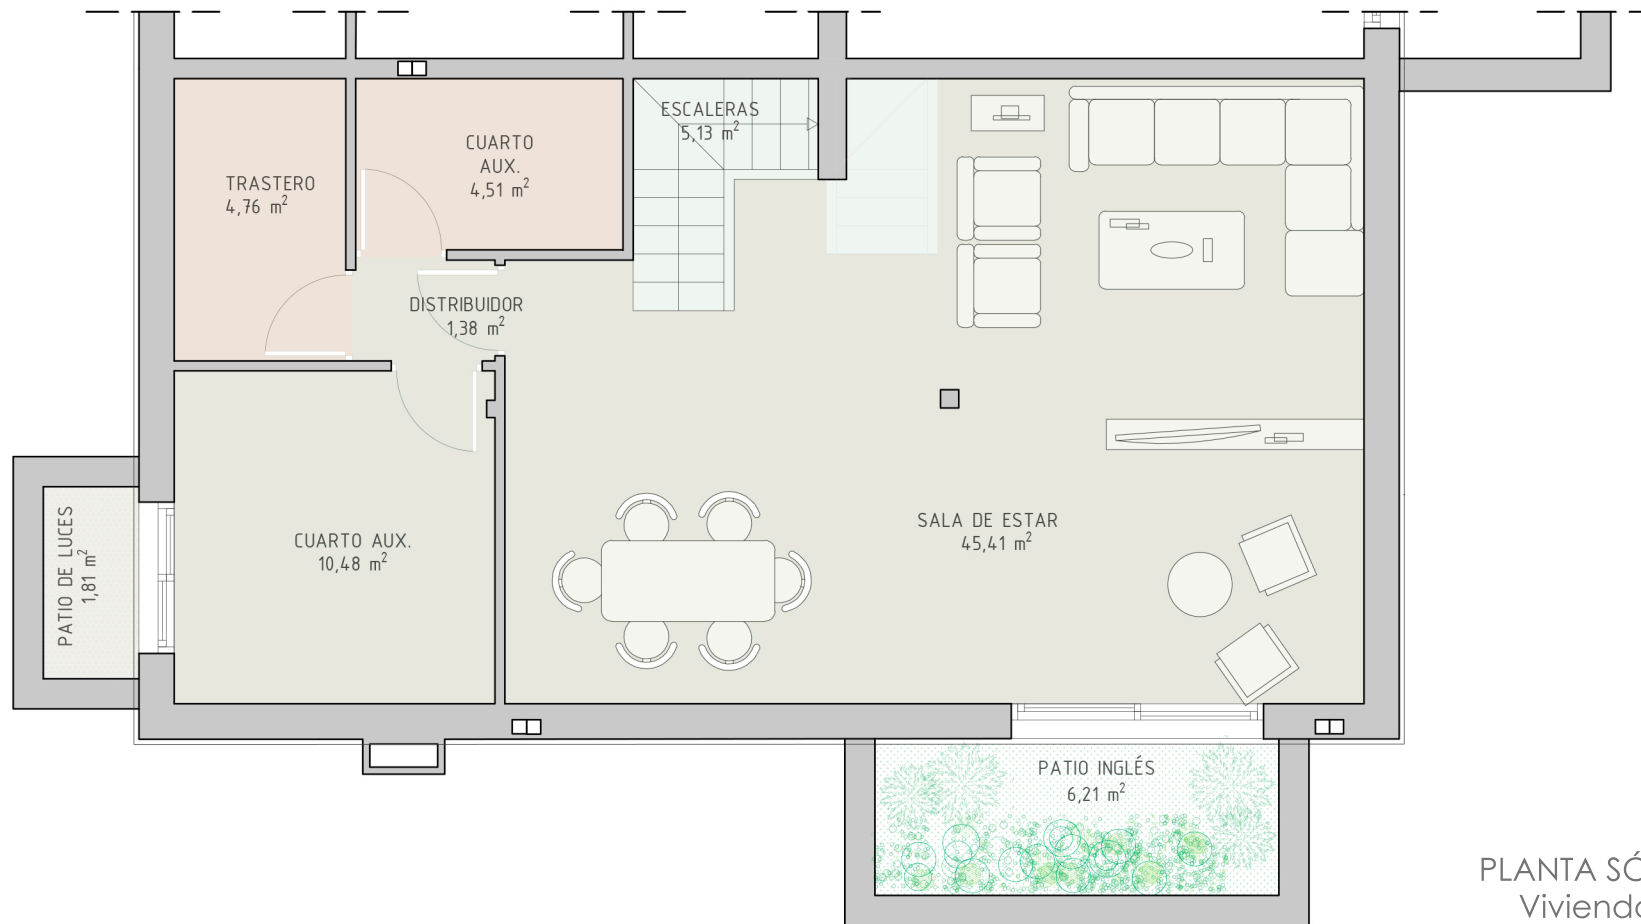 ESCALERAS
5,13 m²
CUARTO
AUX.
4,51 m²
TRASTERO
4,76 m²
DISTRIBUIDOR
1,38 m²
SALA DE ESTAR
45,41 m²
CUARTO AUX.
10,48 m²
PATIO DE LUCES
1,81 m²
PATIO INGLÉS
6,21 m²
PLANTA